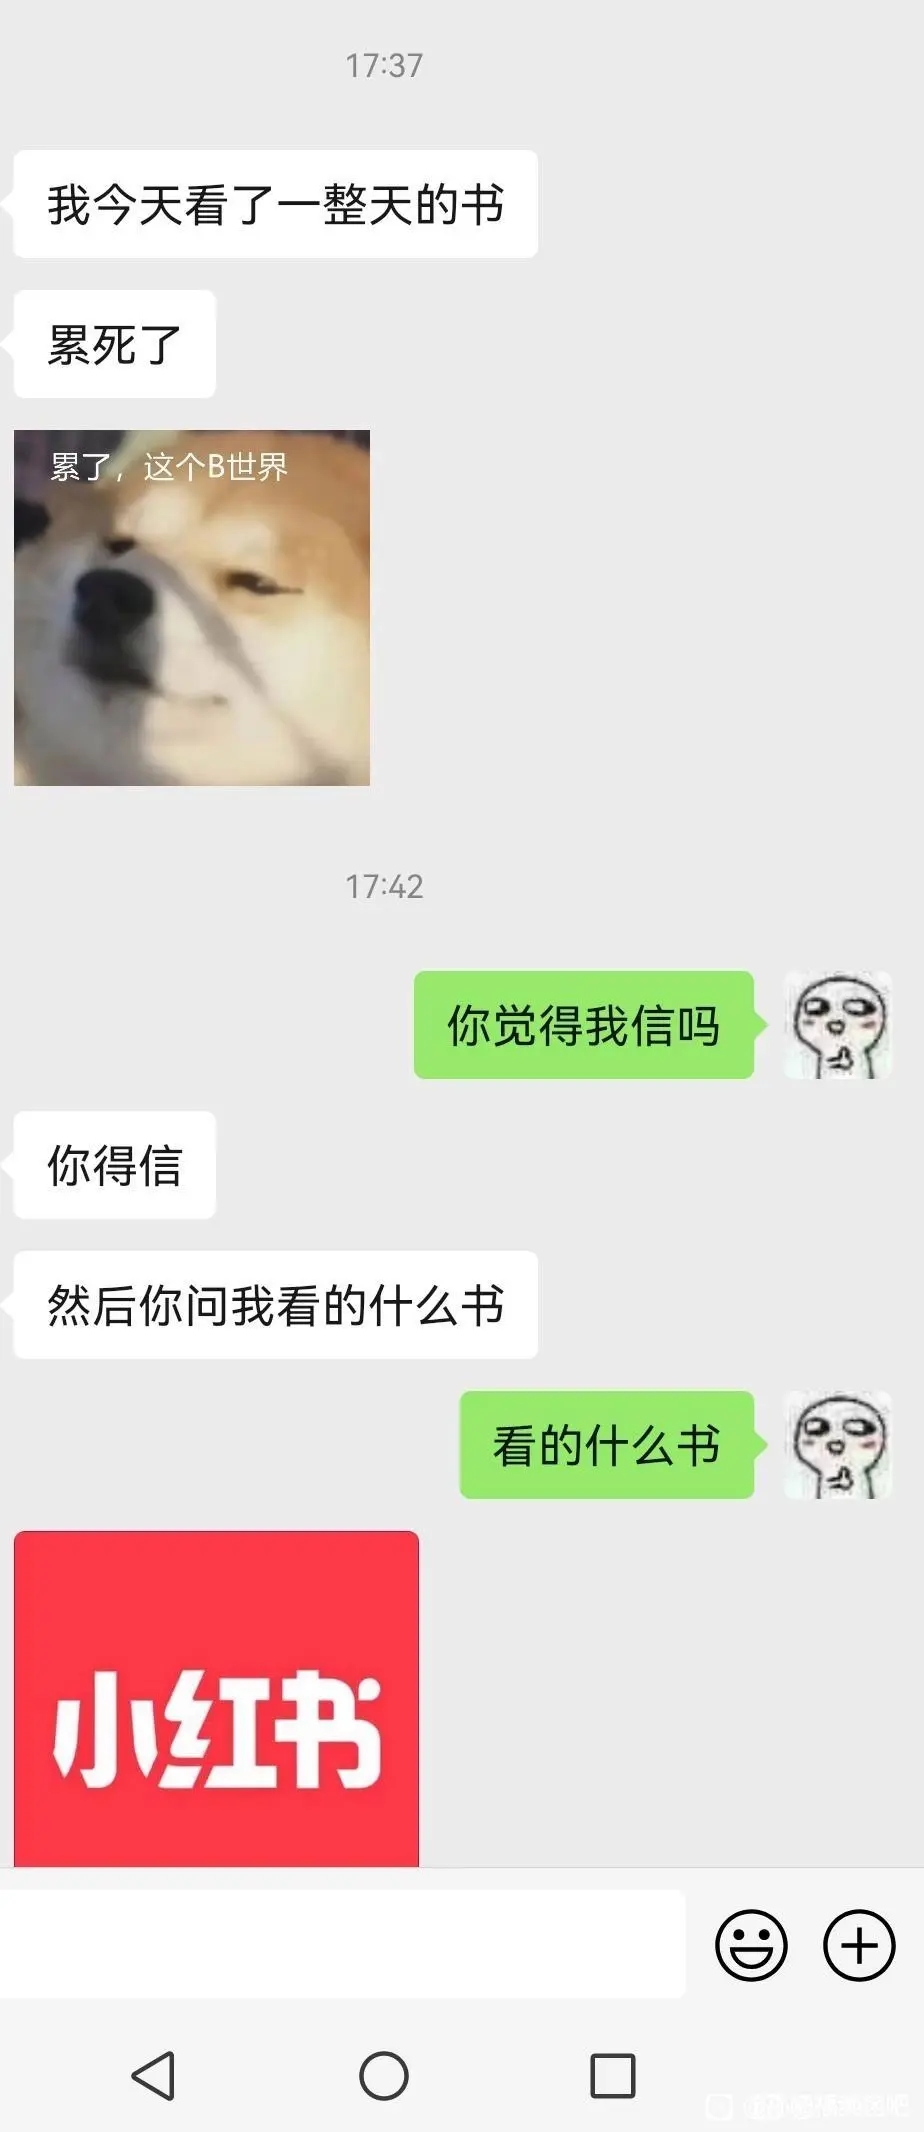 17:37
我今天看了一整天的书
累死了
累了，这个B世界
17:42
你觉得我信吗
你得信
然后你问我看的什么书
看的什么书
小红书